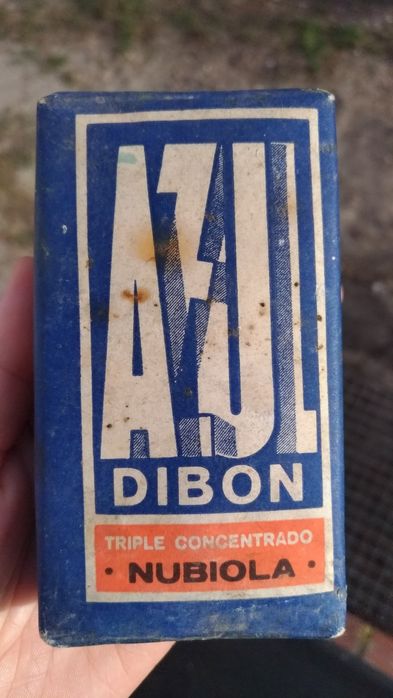 AZUL
DIBON
TRIPLE CONCENTRADO
· NUBIOLA ·